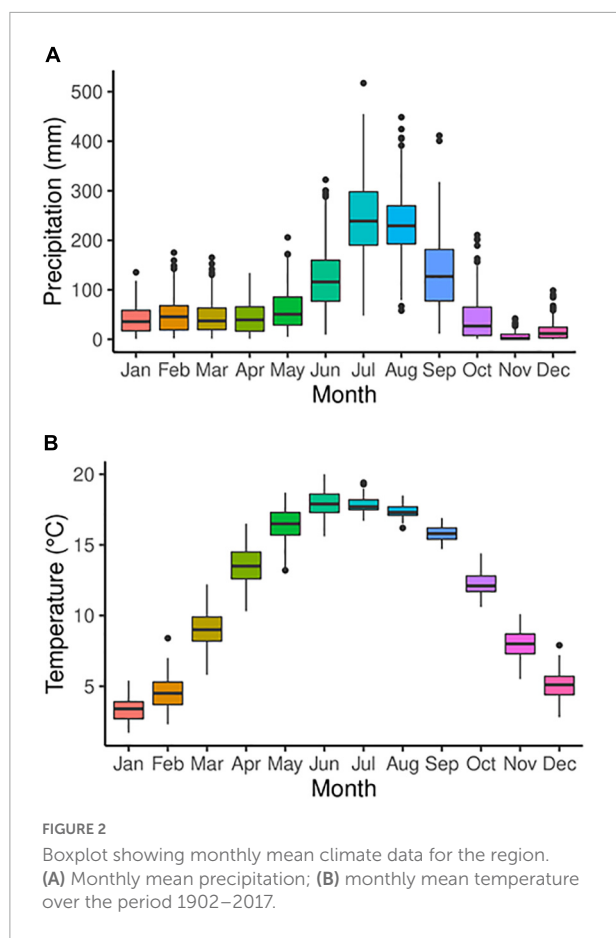 A
Precipitation (mm)
500
400
300
200
100
0
Jan Feb Mar Apr May Jun Jul Aug Sep Oct Nov Dec
Month
B
Temperature (°C)
20
15
10
5
Jan Feb Mar Apr May Jun Jul Aug Sep Oct Nov Dec
Month
FIGURE 2
Boxplot showing monthly mean climate data for the region.
(A) Monthly mean precipitation; (B) monthly mean temperature
over the period 1902–2017.